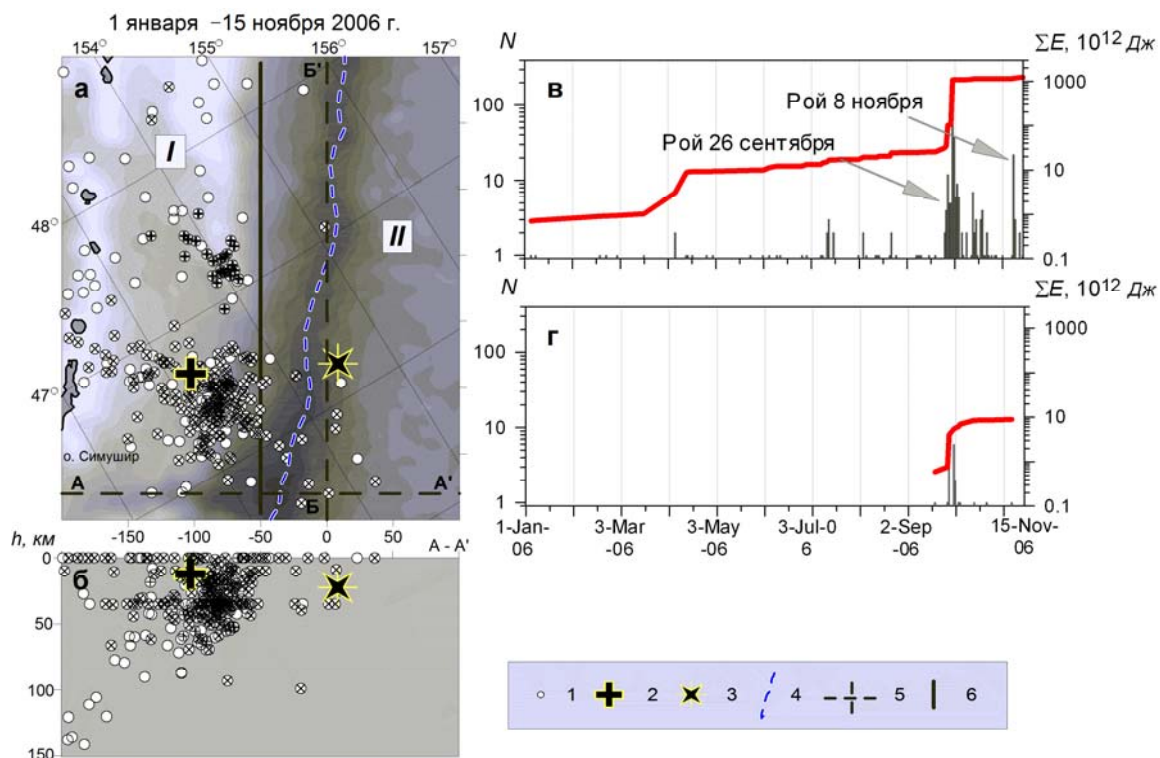 1 января –15 ноября 2006 г.
154° 155° 156° 157°
Б'
а
I
II
48°
47°
о. Симушир
А А'
Б
-150 -100 -50 0 50
h, км А - А'
0
б
50
100
150
N ΣE, 10¹² Дж
в
Рой 8 ноября
Рой 26 сентября
100
10
1
1000
100
10
1
0.1
N ΣE, 10¹² Дж
г
100
10
1
1000
100
10
1
0.1
1-Jan- 3-Mar 3-May 3-Jul-0 2-Sep 15-Nov-
06 -06 -06 6 -06 06
1 2 3 4 5 6